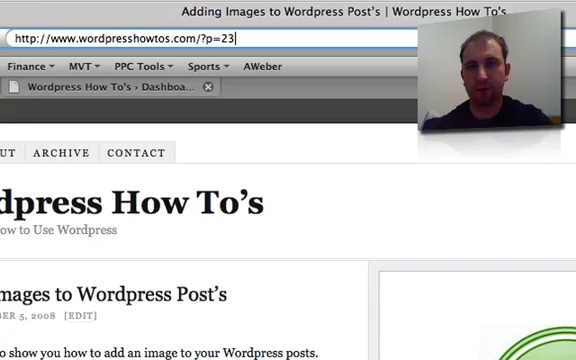 Adding Images to Wordpress Post's | Wordpress How To's
http://www.wordpresshowtos.com/?p=23
Finance MVT PPC Tools Sports AWeber
Wordpress How To's › Dashboa...
UT ARCHIVE CONTACT
dpress How To's
ow to Use Wordpress
mages to Wordpress Post's
BER 5, 2008 [EDIT]
o show you how to add an image to your Wordpress posts.